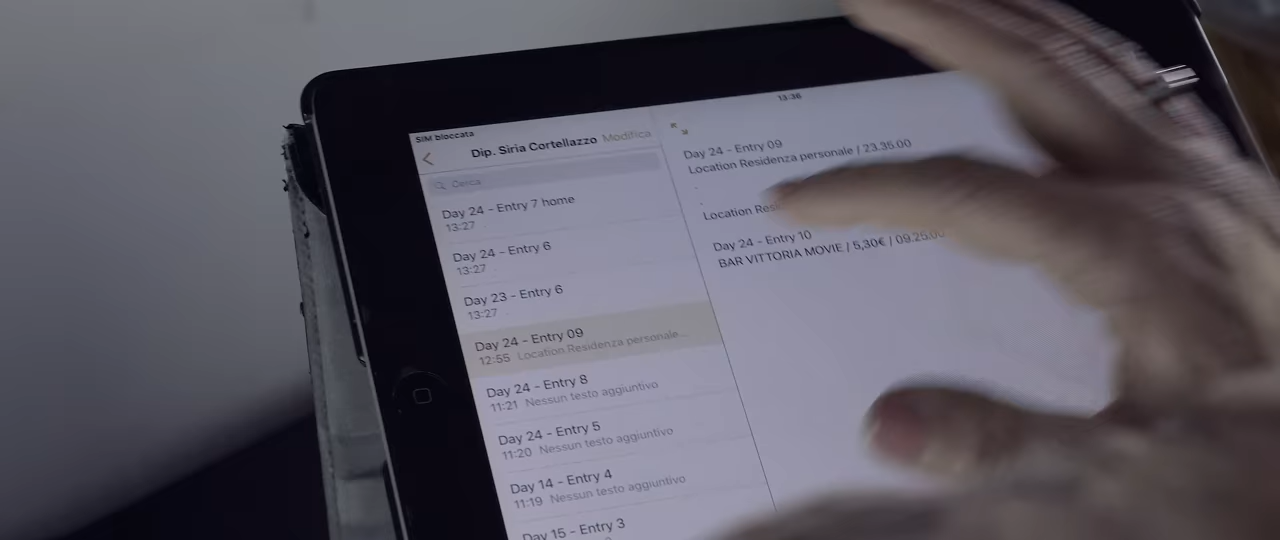 SIM bloccata
13:36
Dip. Siria Cortellazzo Modifica
Cerca
Day 24 - Entry 7 home
13:27
Day 24 - Entry 6
13:27
Day 23 - Entry 6
13:27
Day 24 - Entry 09
12:55 Location Residenza personale...
Day 24 - Entry 8
11:21 Nessun testo aggiuntivo
Day 24 - Entry 5
11:20 Nessun testo aggiuntivo
Day 14 - Entry 4
11:19 Nessun testo aggiuntivo
Day 15 - Entry 3
Day 24 - Entry 09
Location Residenza personale / 23.35.00
.
.
Location
Day 24 - Entry 10
BAR VITTORIA MOVIE / 5,30€ / 09.25.00